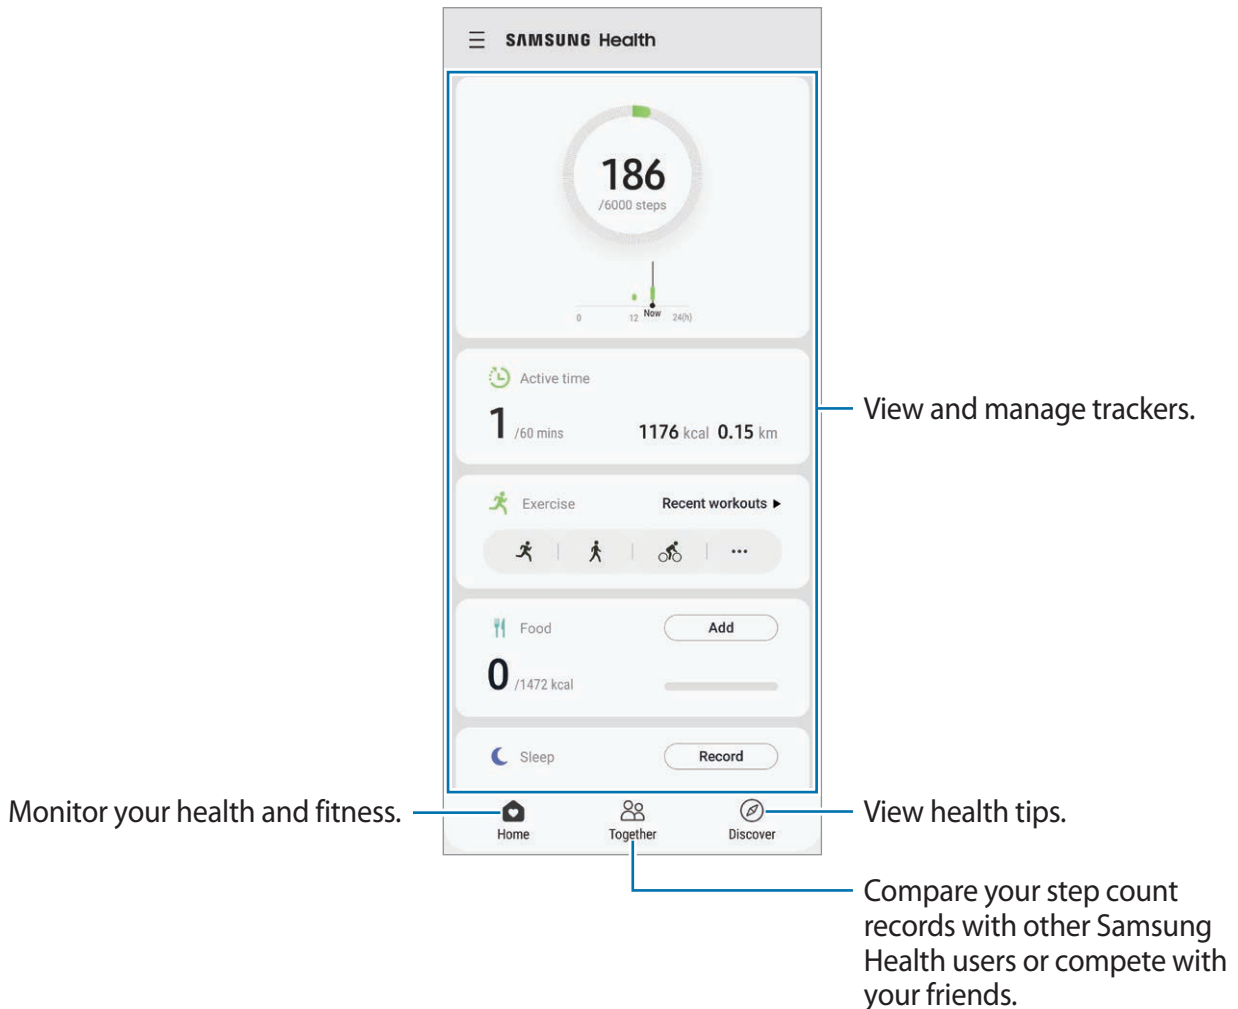 SAMSUNG Health
186
/6000 steps
0 12 Now 24(h)
Active time
1 /60 mins 1176 kcal 0.15 km
View and manage trackers.
Exercise Recent workouts
Food Add
0 /1472 kcal
Sleep Record
Monitor your health and fitness.
Home Together Discover
View health tips.
Compare your step count
records with other Samsung
Health users or compete with
your friends.